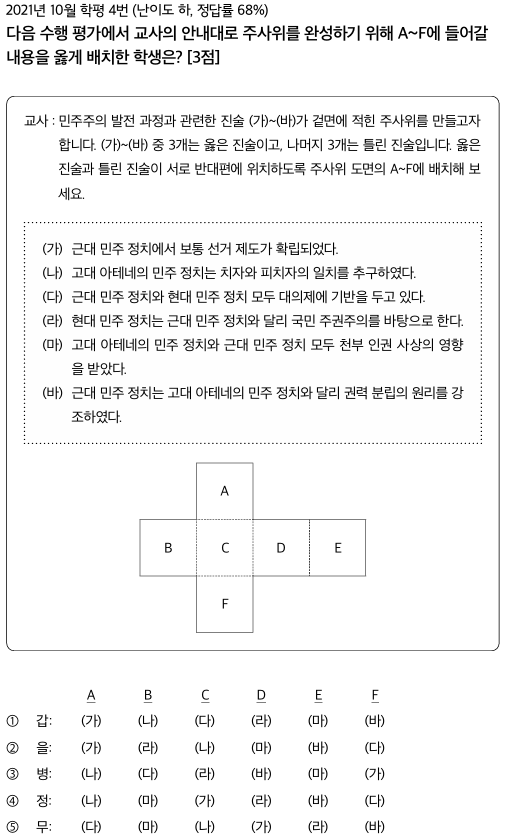 2021년 10월 학평 4번 (난이도 하, 정답률 68%)
다음 수행 평가에서 교사의 안내대로 주사위를 완성하기 위해 A~F에 들어갈
내용을 옳게 배치한 학생은? [3점]
교사 : 민주주의 발전 과정과 관련한 진술 (가)~(바)가 겉면에 적힌 주사위를 만들고자
합니다. (가)~(바) 중 3개는 옳은 진술이고, 나머지 3개는 틀린 진술입니다. 옳은
진술과 틀린 진술이 서로 반대편에 위치하도록 주사위 도면의 A~F에 배치해 보
세요.
(가) 근대 민주 정치에서 보통 선거 제도가 확립되었다.
(나) 고대 아테네의 민주 정치는 치자와 피치자의 일치를 추구하였다.
(다) 근대 민주 정치와 현대 민주 정치 모두 대의제에 기반을 두고 있다.
(라) 현대 민주 정치는 근대 민주 정치와 달리 국민 주권주의를 바탕으로 한다.
(마) 고대 아테네의 민주 정치와 근대 민주 정치 모두 천부 인권 사상의 영향
을 받았다.
(바) 근대 민주 정치는 고대 아테네의 민주 정치와 달리 권력 분립의 원리를 강
조하였다.
A
B C D E
F
A B C D E F
① 갑: (가) (나) (다) (라) (마) (바)
② 을: (가) (라) (나) (마) (바) (다)
③ 병: (나) (다) (라) (바) (마) (가)
④ 정: (나) (마) (가) (라) (바) (다)
⑤ 무: (다) (마) (나) (가) (라) (바)